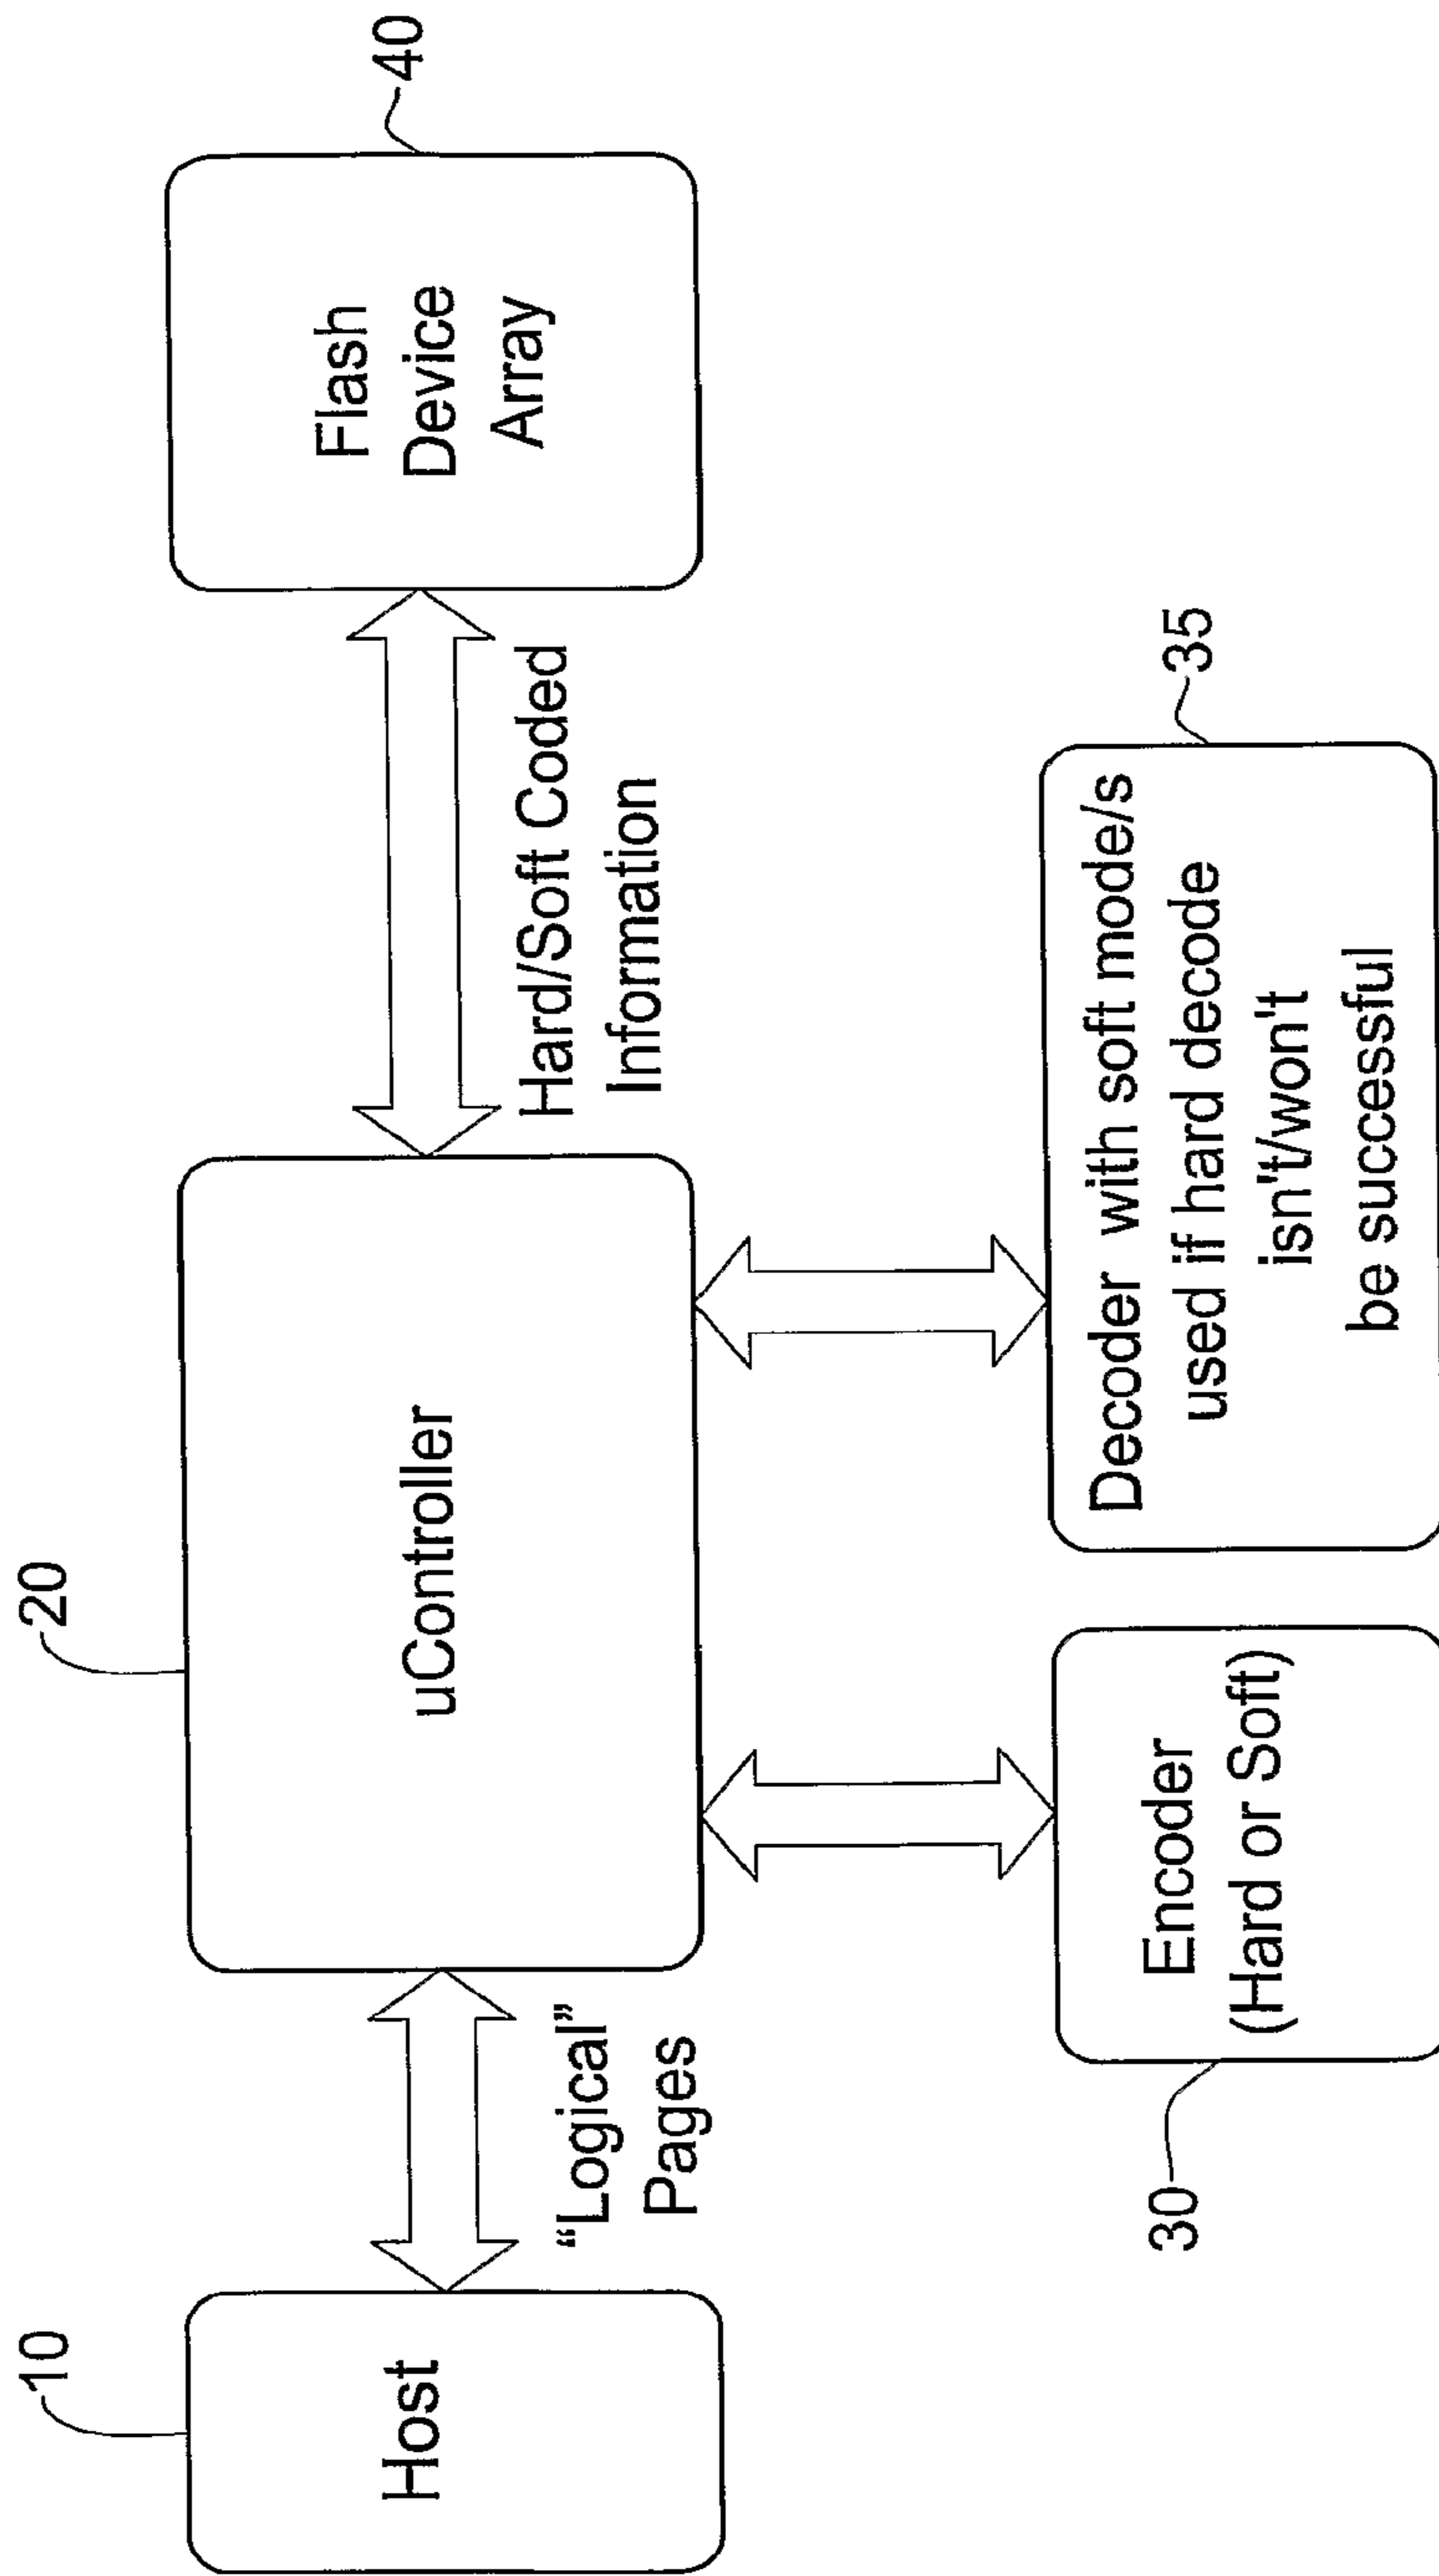 10
Host
“Logical”
Pages
20
uController
Hard/Soft Coded
Information
40
Flash
Device
Array
30
Encoder
(Hard or Soft)
35
Decoder with soft mode/s
used if hard decode
isn't/won't
be successful